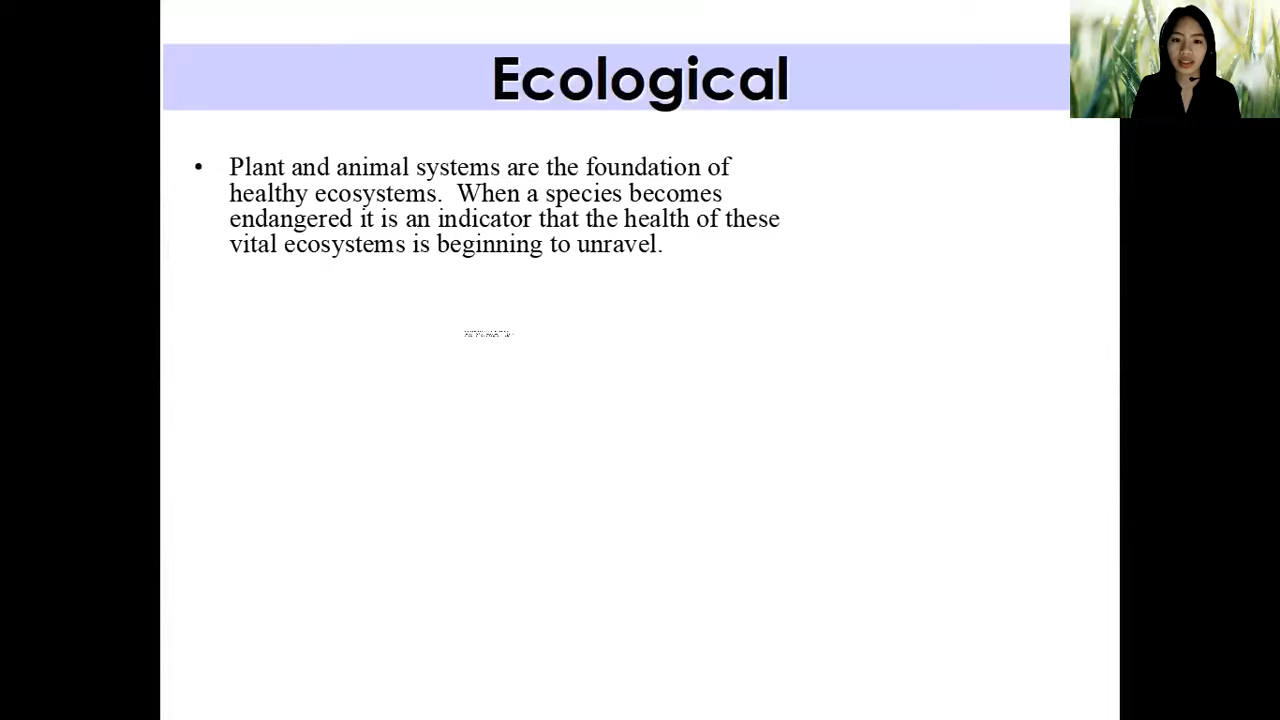 Ecological
• Plant and animal systems are the foundation of
healthy ecosystems.  When a species becomes
endangered it is an indicator that the health of these
vital ecosystems is beginning to unravel.